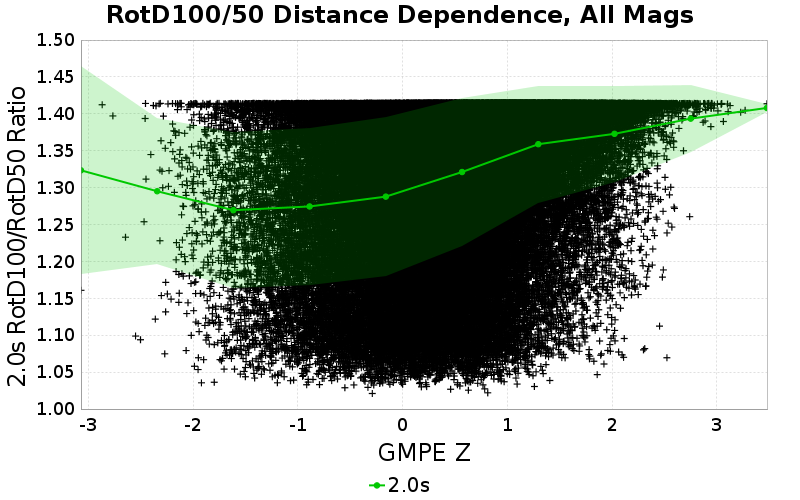 RotD100/50 Distance Dependence, All Mags
2.0s RotD100/RotD50 Ratio
1.50
1.45
1.40
1.35
1.30
1.25
1.20
1.15
1.10
1.05
1.00
-3 -2 -1 0 1 2 3
GMPE Z
2.0s